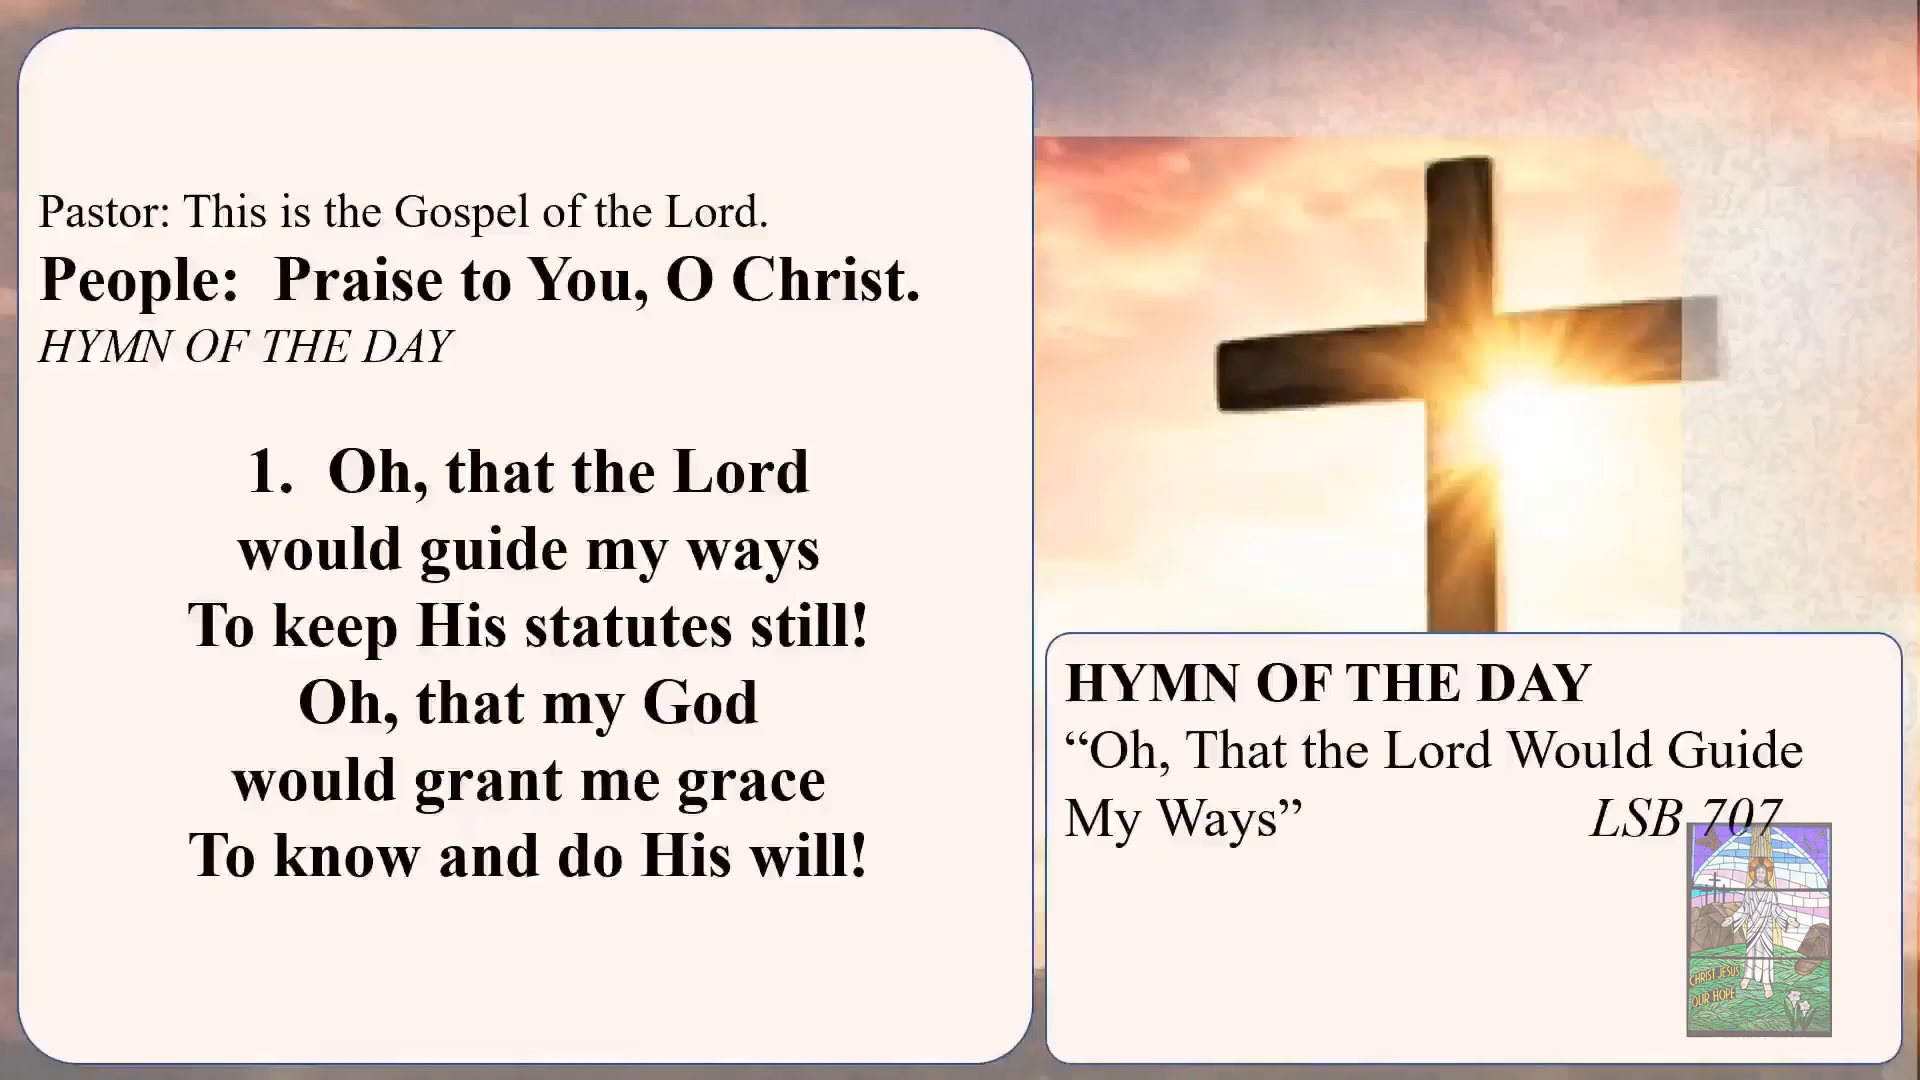 Pastor: This is the Gospel of the Lord.
People:  Praise to You, O Christ.
HYMN OF THE DAY
1.  Oh, that the Lord
would guide my ways
To keep His statutes still!
Oh, that my God
would grant me grace
To know and do His will!
HYMN OF THE DAY
“Oh, That the Lord Would Guide
My Ways” LSB 707
CHRIST JESUS
OUR HOPE